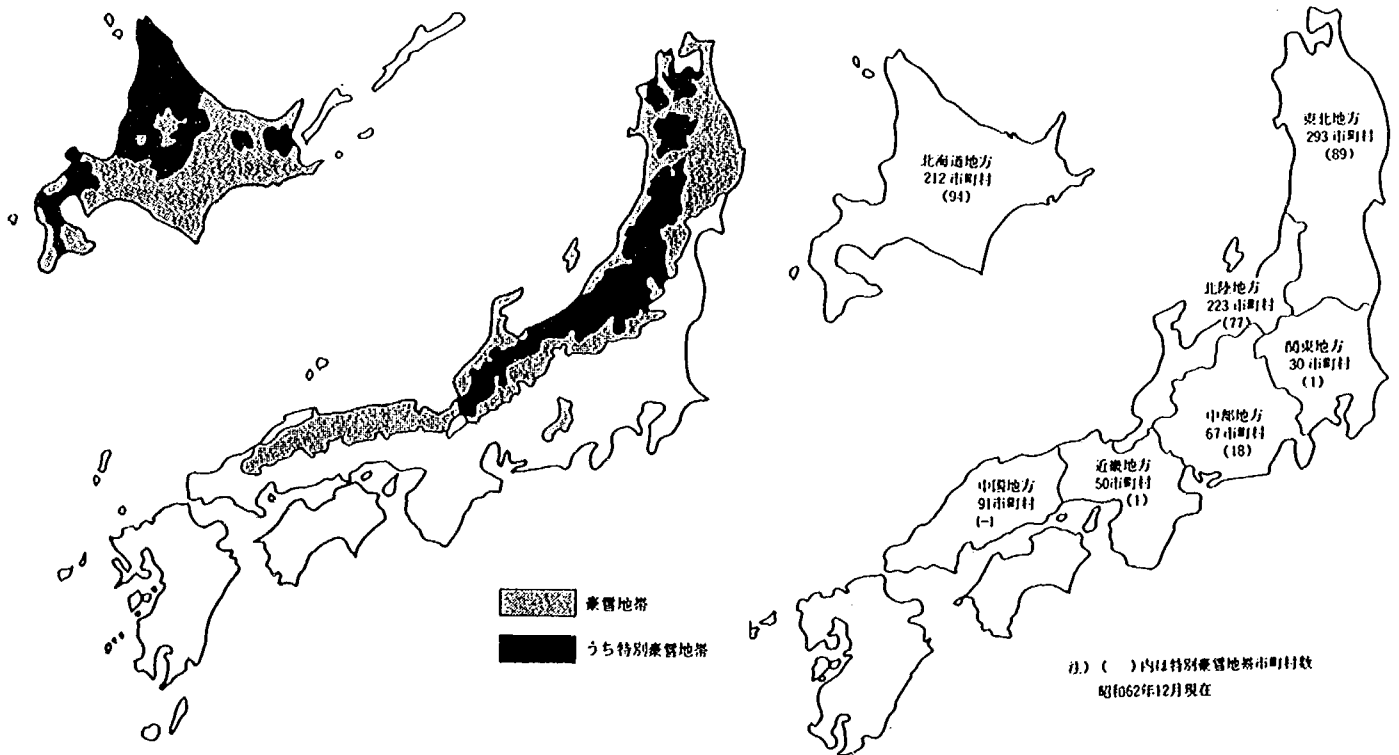 豪雪地帯
うち特別豪雪地帯
北海道地方
212市町村
(94)
東北地方
293市町村
(89)
北陸地方
223市町村
(77)
関東地方
30市町村
(1)
中部地方
67市町村
(18)
近畿地方
50市町村
(1)
中国地方
91市町村
(-)
注)( )内は特別豪雪地帯市町村数
昭和62年12月現在